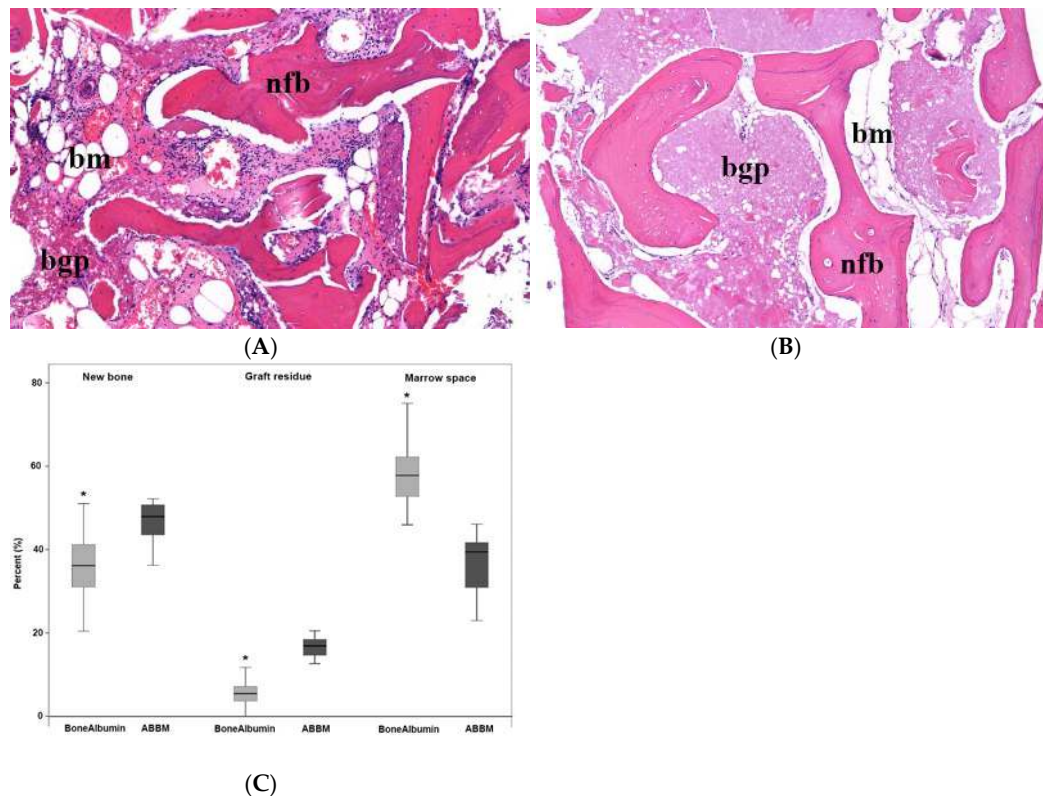 nfb
bm
bgp
bm
bgp
nfb
(A)
(B)
New bone
Graft residue
Marrow space
80
60
40
20
0
Percent (%)
*
*
*
BoneAlbumin
ABBM
BoneAlbumin
ABBM
BoneAlbumin
ABBM
(C)